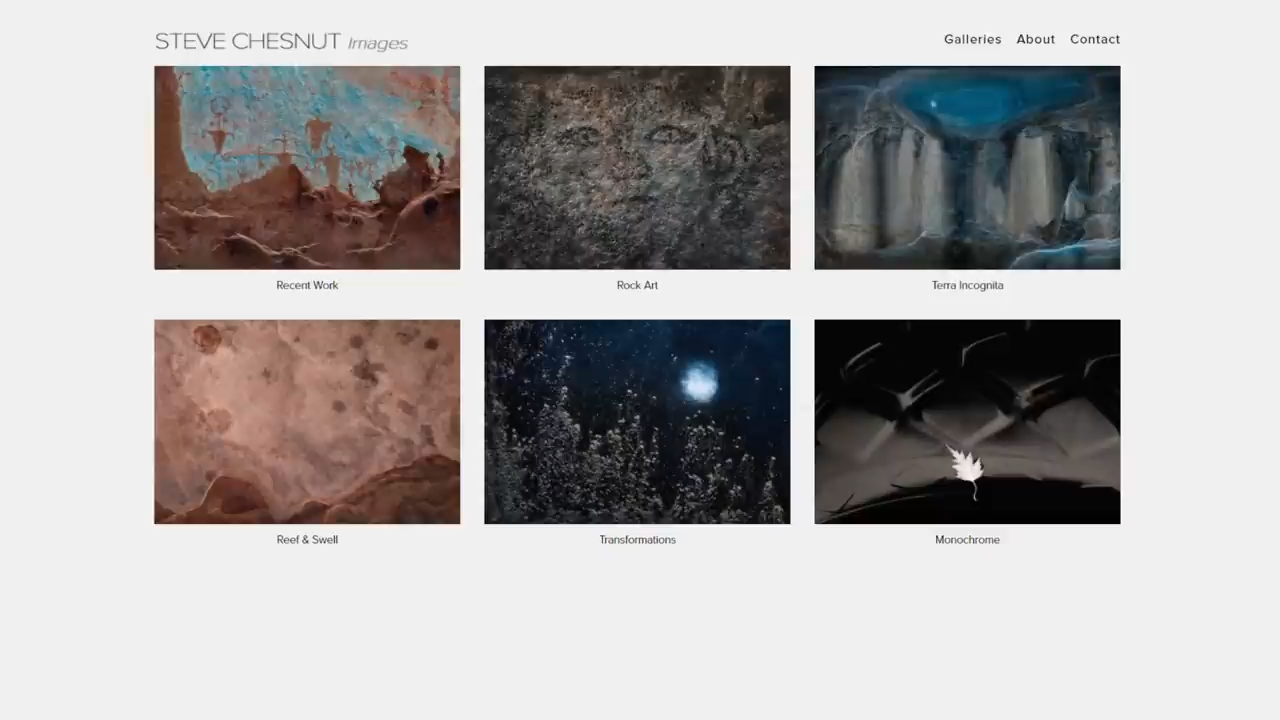 STEVE CHESNUT Images
Galleries About Contact
Recent Work
Rock Art
Terra Incognita
Reef & Swell
Transformations
Monochrome